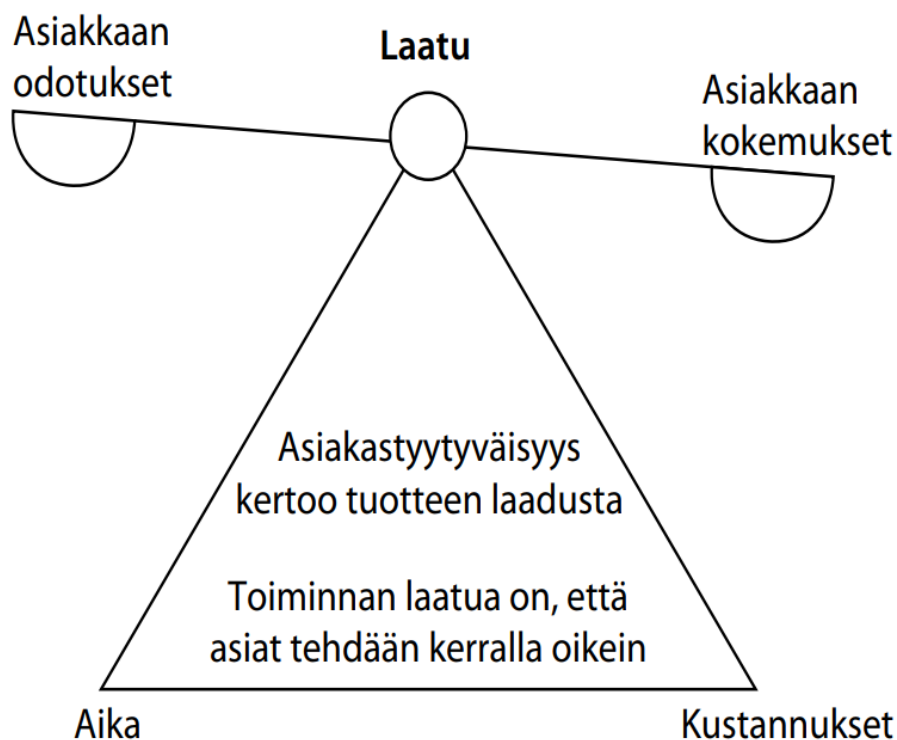 Asiakkaan
odotukset
Laatu
Asiakkaan
kokemukset
Asiakastyytyväisyys
kertoo tuotteen laadusta
Toiminnan laatua on, että
asiat tehdään kerralla oikein
Aika
Kustannukset